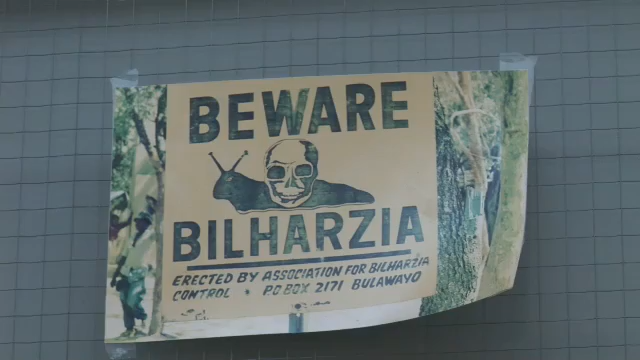 BEWARE
BILHARZIA
ERECTED BY ASSOCIATION FOR BILHARZIA
CONTROL • P.O BOX 2171 BULAWAYO